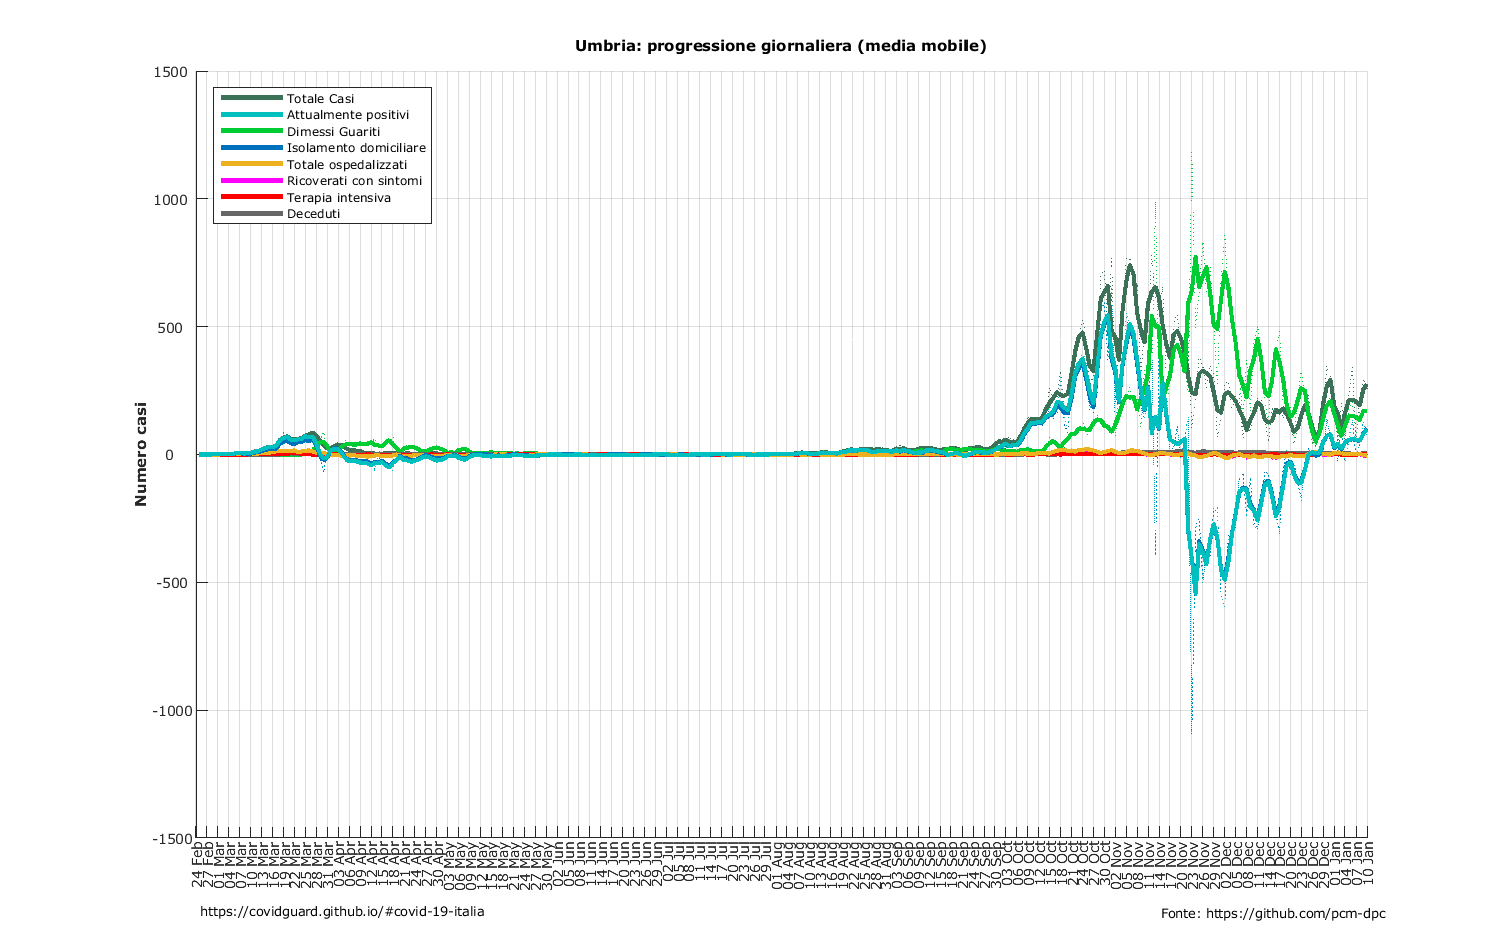 Umbria: progressione giornaliera (media mobile)
1500
1000
500
0
-500
-1000
-1500
Numero casi
Totale Casi
Attualmente positivi
Dimessi Guariti
Isolamento domiciliare
Totale ospedalizzati
Ricoverati con sintomi
Terapia intensiva
Deceduti
24 Feb
27 Feb
01 Mar
04 Mar
07 Mar
10 Mar
13 Mar
16 Mar
19 Mar
22 Mar
25 Mar
28 Mar
31 Mar
03 Apr
06 Apr
09 Apr
12 Apr
15 Apr
18 Apr
21 Apr
24 Apr
27 Apr
30 Apr
03 May
06 May
09 May
12 May
15 May
18 May
21 May
24 May
27 May
30 May
02 Jun
05 Jun
08 Jun
11 Jun
14 Jun
17 Jun
20 Jun
23 Jun
26 Jun
29 Jun
02 Jul
05 Jul
08 Jul
11 Jul
14 Jul
17 Jul
20 Jul
23 Jul
26 Jul
29 Jul
01 Aug
04 Aug
07 Aug
10 Aug
13 Aug
16 Aug
19 Aug
22 Aug
25 Aug
28 Aug
31 Aug
03 Sep
06 Sep
09 Sep
12 Sep
15 Sep
18 Sep
21 Sep
24 Sep
27 Sep
30 Sep
03 Oct
06 Oct
09 Oct
12 Oct
15 Oct
18 Oct
21 Oct
24 Oct
27 Oct
30 Oct
02 Nov
05 Nov
08 Nov
11 Nov
14 Nov
17 Nov
20 Nov
23 Nov
26 Nov
29 Nov
02 Dec
05 Dec
08 Dec
11 Dec
14 Dec
17 Dec
20 Dec
23 Dec
26 Dec
29 Dec
01 Jan
04 Jan
07 Jan
10 Jan
https://covidguard.github.io/#covid-19-italia
Fonte: https://github.com/pcm-dpc